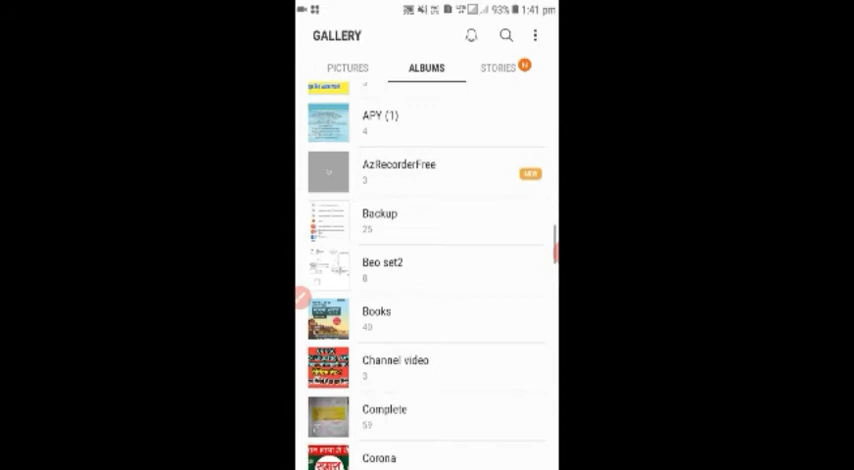 93% 1:41 pm
GALLERY
PICTURES ALBUMS STORIES N
APY (1)
4
AzRecorderFree
3
NEW
Backup
25
Beo set2
8
Books
40
Channel video
3
Complete
59
Corona